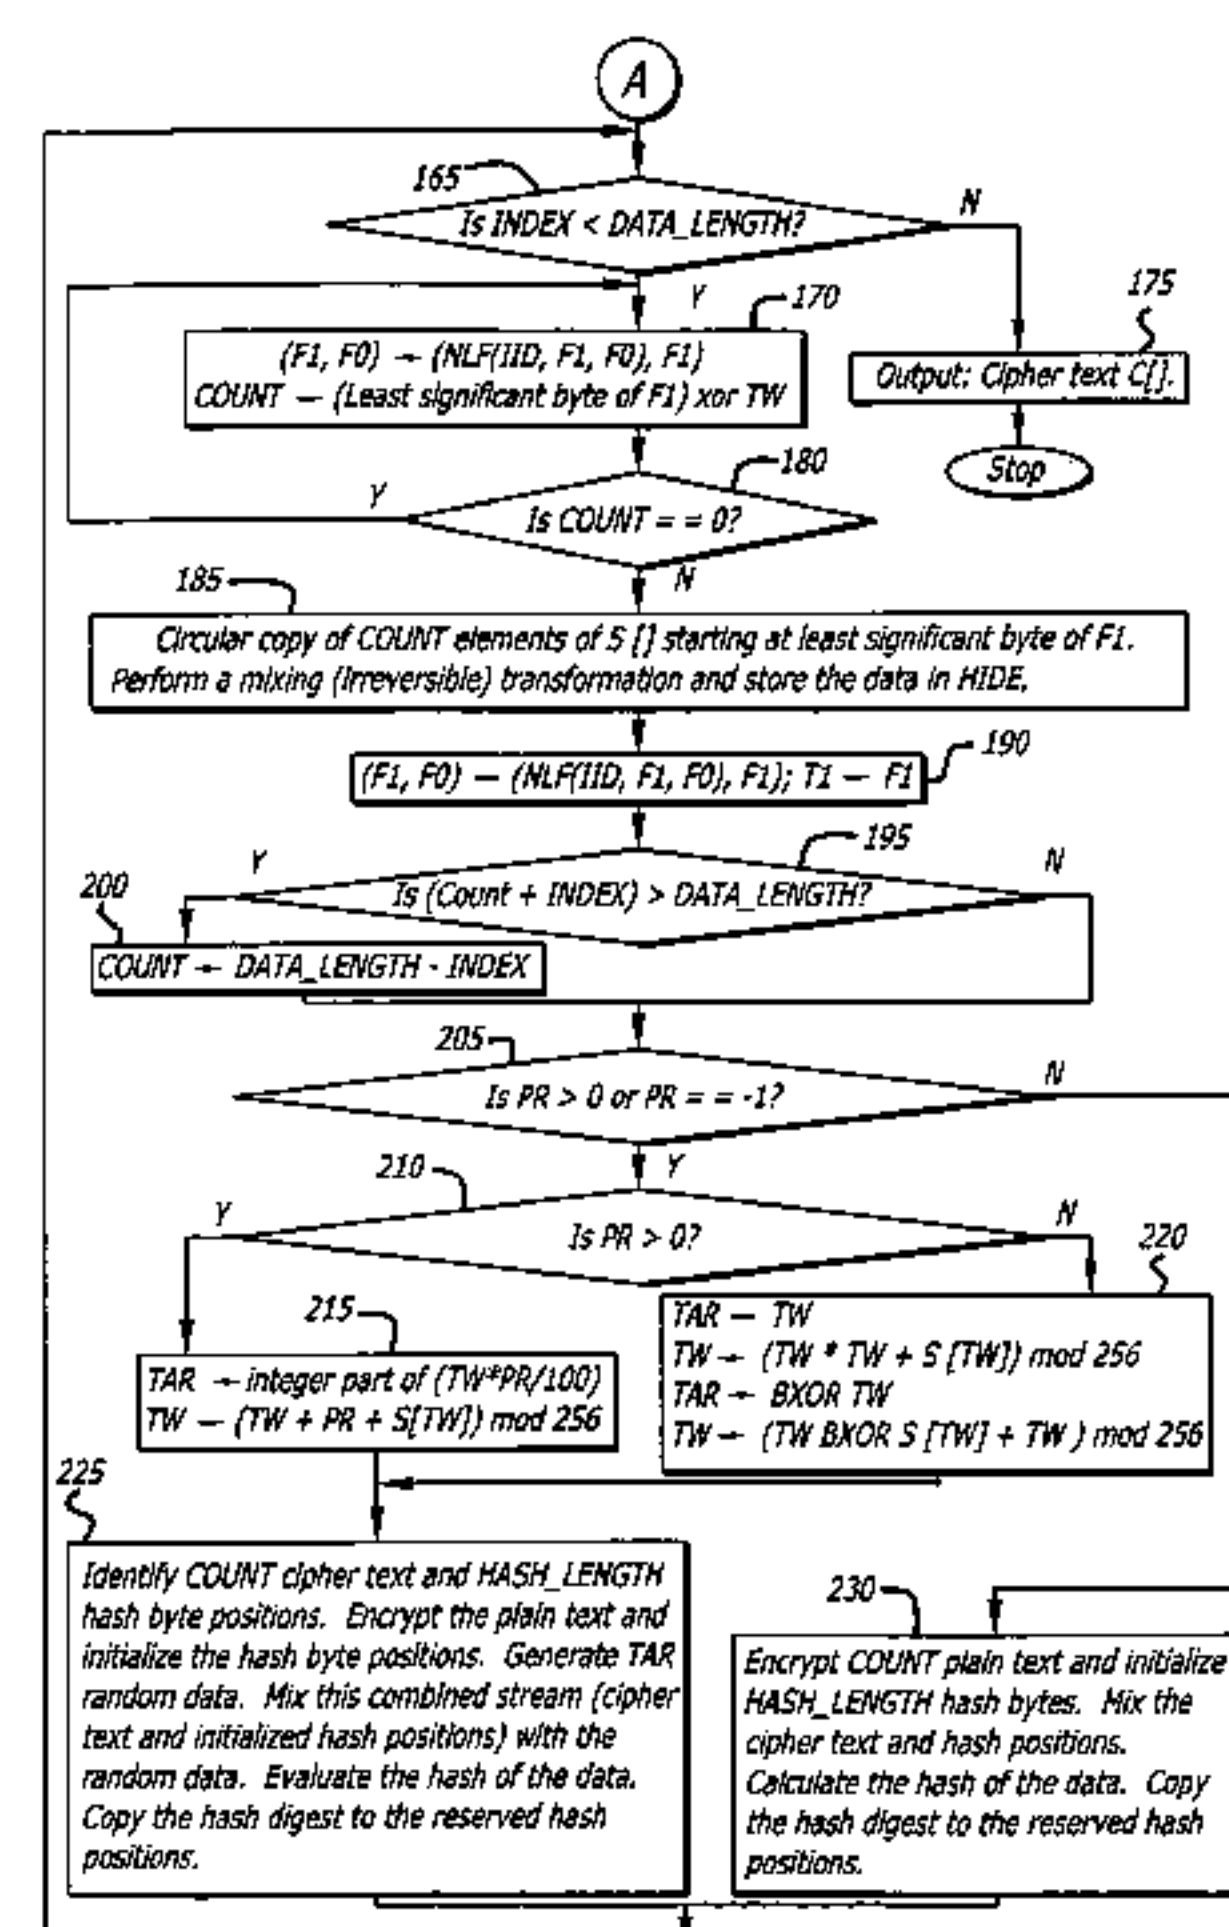 A
165
Is INDEX < DATA_LENGTH?
N
Y
170
175
(F1, F0) ← (NLF(IID, F1, F0), F1)
COUNT ← (Least significant byte of F1) xor TW
Output: Cipher text C[].
Stop
180
Y
Is COUNT = = 0?
N
185
Circular copy of COUNT elements of S [] starting at least significant byte of F1.
Perform a mixing (irreversible) transformation and store the data in HIDE.
190
(F1, F0) ← (NLF(IID, F1, F0), F1); T1 ← F1
195
Y
N
Is (Count + INDEX) > DATA_LENGTH?
200
COUNT ← DATA_LENGTH - INDEX
205
Is PR > 0 or PR = = -1?
N
Y
210
Y
Is PR > 0?
N
220
215
TAR ← integer part of (TW*PR/100)
TW ← (TW + PR + S[TW]) mod 256
TAR ← TW
TW ← (TW * TW + S [TW]) mod 256
TAR ← BXOR TW
TW ← (TW BXOR S [TW] + TW ) mod 256
225
Identify COUNT cipher text and HASH_LENGTH
hash byte positions. Encrypt the plain text and
initialize the hash byte positions. Generate TAR
random data. Mix this combined stream (cipher
text and initialized hash positions) with the
random data. Evaluate the hash of the data.
Copy the hash digest to the reserved hash
positions.
230
Encrypt COUNT plain text and initialize
HASH_LENGTH hash bytes. Mix the
cipher text and hash positions.
Calculate the hash of the data. Copy
the hash digest to the reserved hash
positions.